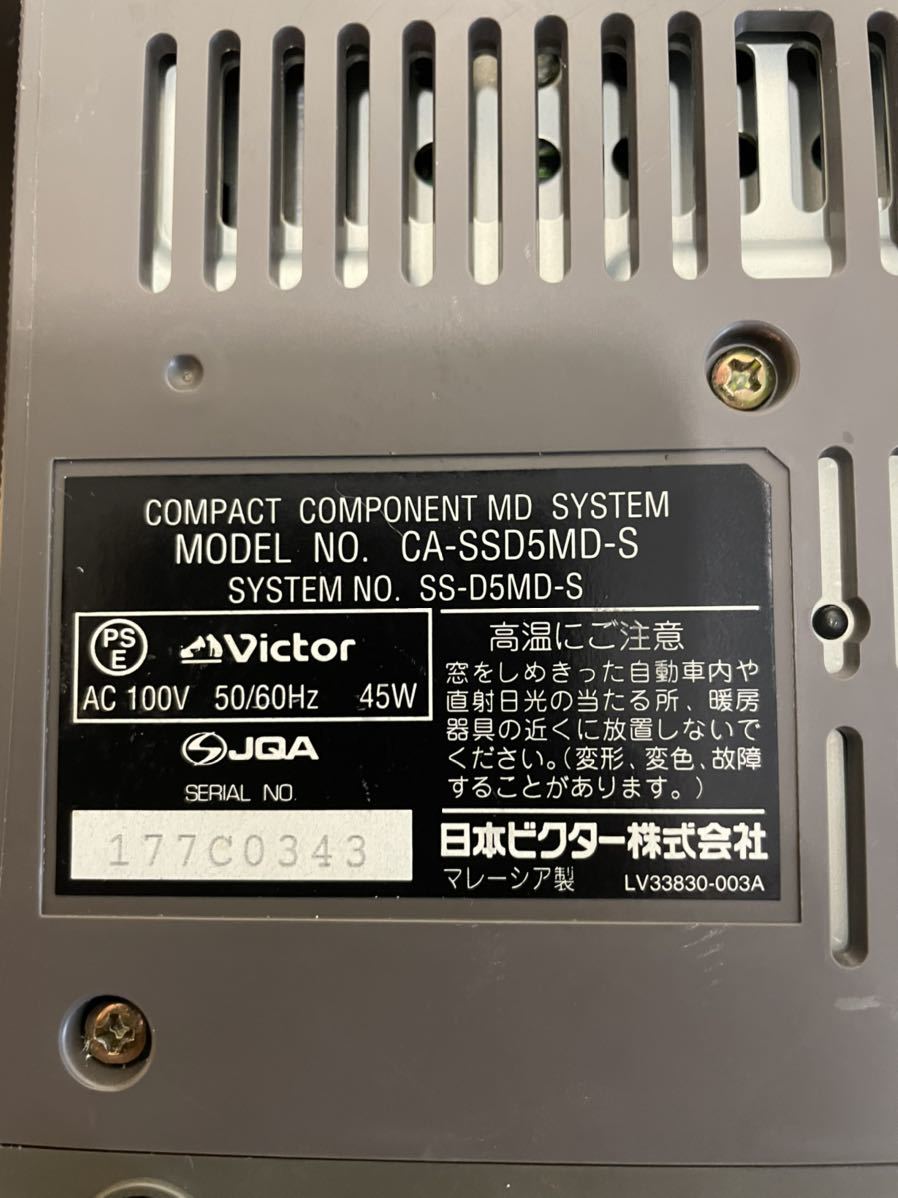 COMPACT COMPONENT MD SYSTEM
MODEL NO. CA-SSD5MD-S
SYSTEM NO. SS-D5MD-S
PS
E
Victor
AC 100V 50/60Hz 45W
JQA
SERIAL NO.
177C0343
高温にご注意
窓をしめきった自動車内や
直射日光の当たる所、暖房
器具の近くに放置しないで
ください。(変形、変色、故障
することがあります。)
日本ビクター株式会社
マレーシア製 LV33830-003A